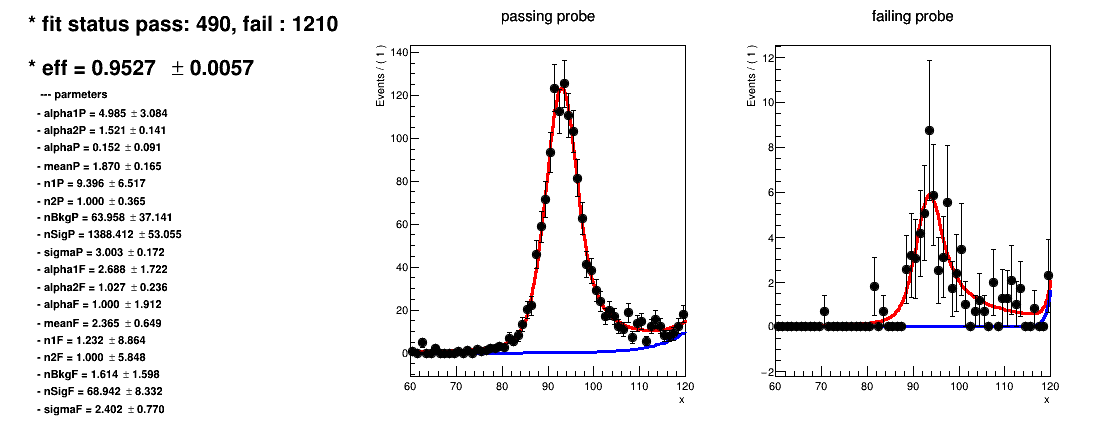 * fit status pass: 490, fail : 1210
* eff = 0.9527 ± 0.0057
--- parmeters
- alpha1P = 4.985 ± 3.084
- alpha2P = 1.521 ± 0.141
- alphaP = 0.152 ± 0.091
- meanP = 1.870 ± 0.165
- n1P = 9.396 ± 6.517
- n2P = 1.000 ± 0.365
- nBkgP = 63.958 ± 37.141
- nSigP = 1388.412 ± 53.055
- sigmaP = 3.003 ± 0.172
- alpha1F = 2.688 ± 1.722
- alpha2F = 1.027 ± 0.236
- alphaF = 1.000 ± 1.912
- meanF = 2.365 ± 0.649
- n1F = 1.232 ± 8.864
- n2F = 1.000 ± 5.848
- nBkgF = 1.614 ± 1.598
- nSigF = 68.942 ± 8.332
- sigmaF = 2.402 ± 0.770
passing probe
Events / ( 1 )
140
120
100
80
60
40
20
0
60 70 80 90 100 110 120
x
failing probe
Events / ( 1 )
12
10
8
6
4
2
0
−2
60 70 80 90 100 110 120
x